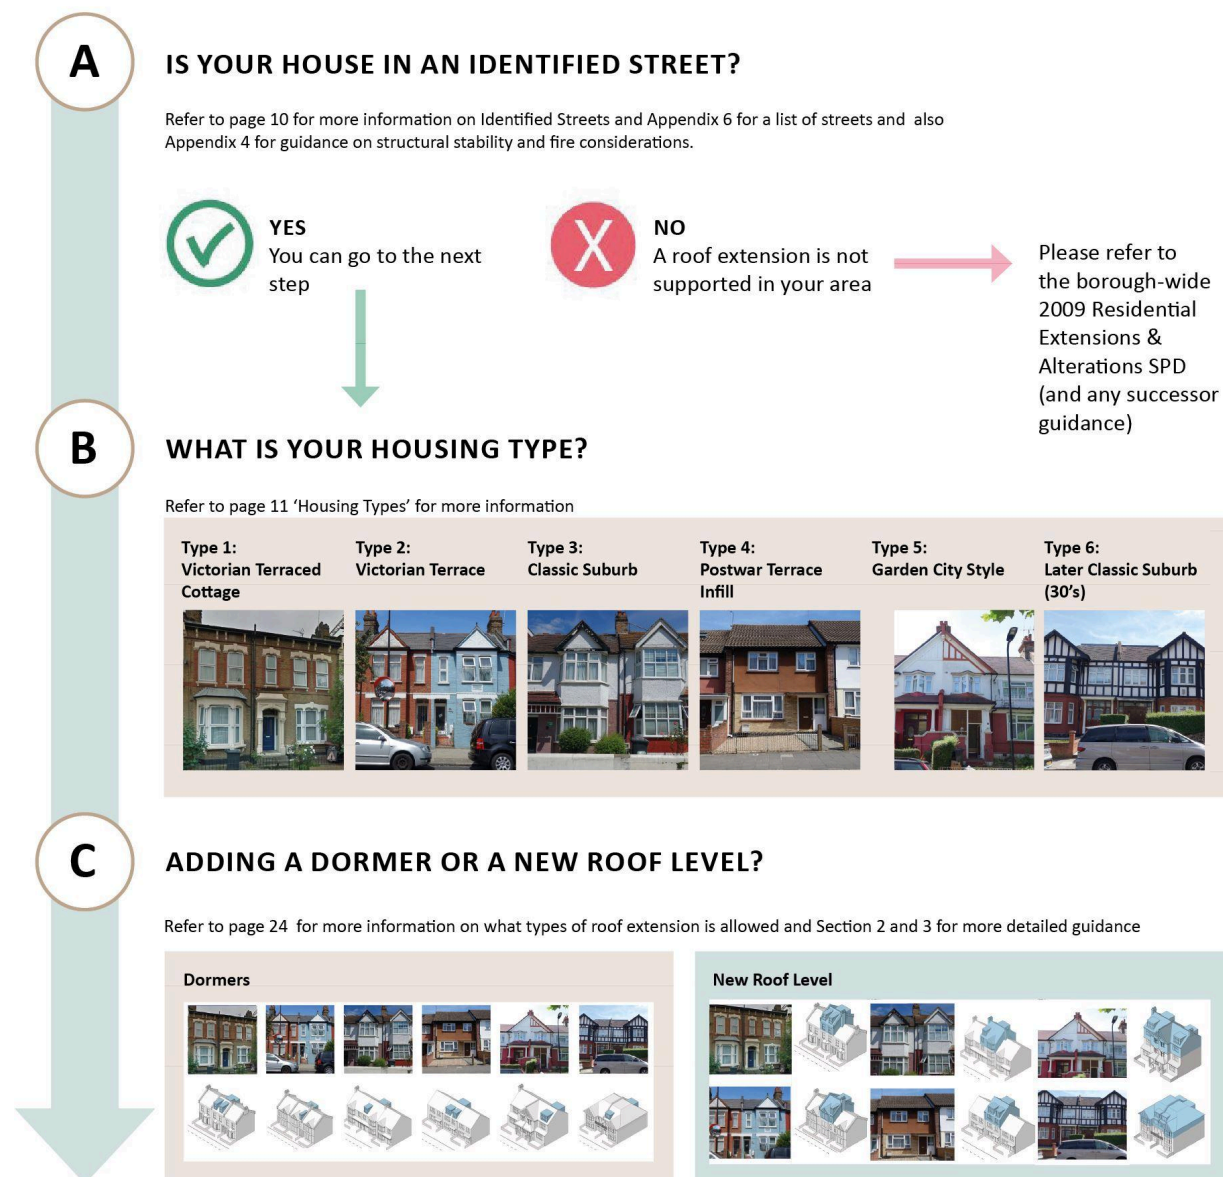 A
IS YOUR HOUSE IN AN IDENTIFIED STREET?
Refer to page 10 for more information on Identified Streets and Appendix 6 for a list of streets and also
Appendix 4 for guidance on structural stability and fire considerations.
YES
You can go to the next
step
X
NO
A roof extension is not
supported in your area
Please refer to
the borough-wide
2009 Residential
Extensions &
Alterations SPD
(and any successor
guidance)
B
WHAT IS YOUR HOUSING TYPE?
Refer to page 11 ‘Housing Types’ for more information
Type 1:
Victorian Terraced
Cottage
Type 2:
Victorian Terrace
Type 3:
Classic Suburb
Type 4:
Postwar Terrace
Infill
Type 5:
Garden City Style
Type 6:
Later Classic Suburb
(30’s)
C
ADDING A DORMER OR A NEW ROOF LEVEL?
Refer to page 24 for more information on what types of roof extension is allowed and Section 2 and 3 for more detailed guidance
Dormers
New Roof Level